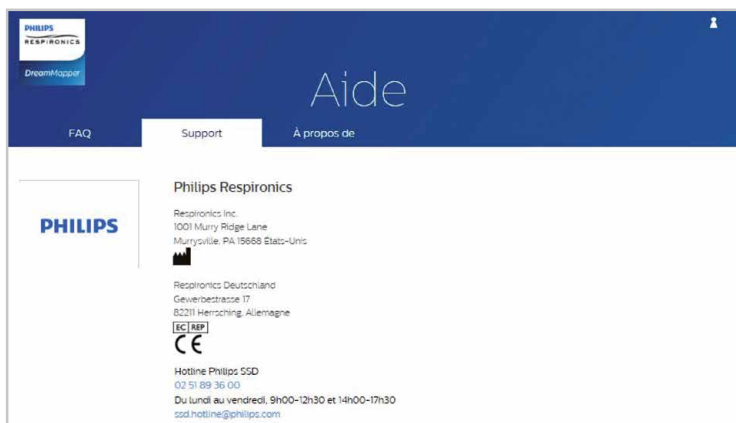 PHILIPS
RESPIRONICS
DreamMapper
Aide
FAQ
Support
À propos de
PHILIPS
Philips Respironics
Respironics Inc.
1001 Murry Ridge Lane
Murrysville, PA 15668 États-Unis
Respironics Deutschland
Gewerbestrasse 17
82211 Herrsching, Allemagne
EC REP
CE
Hotline Philips SSD
02 51 89 36 00
Du lundi au vendredi, 9h00-12h30 et 14h00-17h30
ssd.hotline@philips.com